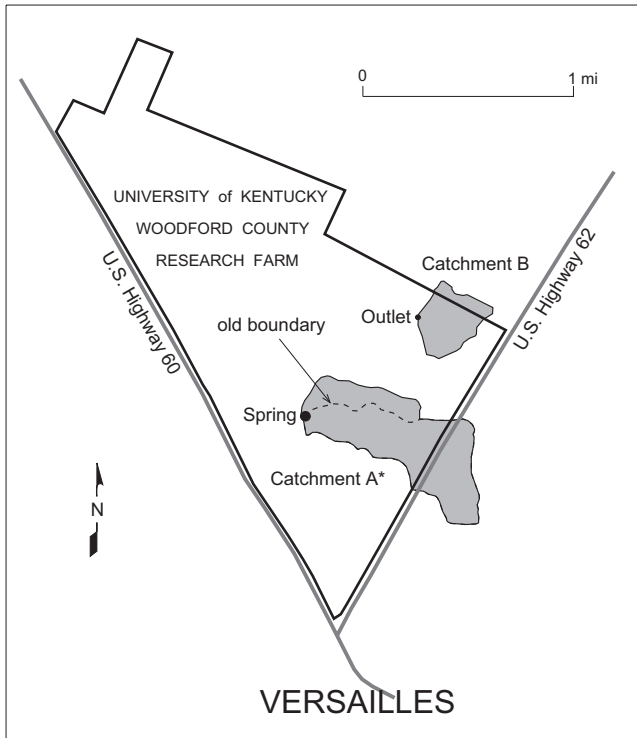 0 1 mi
UNIVERSITY of KENTUCKY
WOODFORD COUNTY
RESEARCH FARM
U.S. Highway 60
Catchment B
U.S. Highway 62
Outlet
old boundary
Spring
Catchment A*
N
VERSAILLES